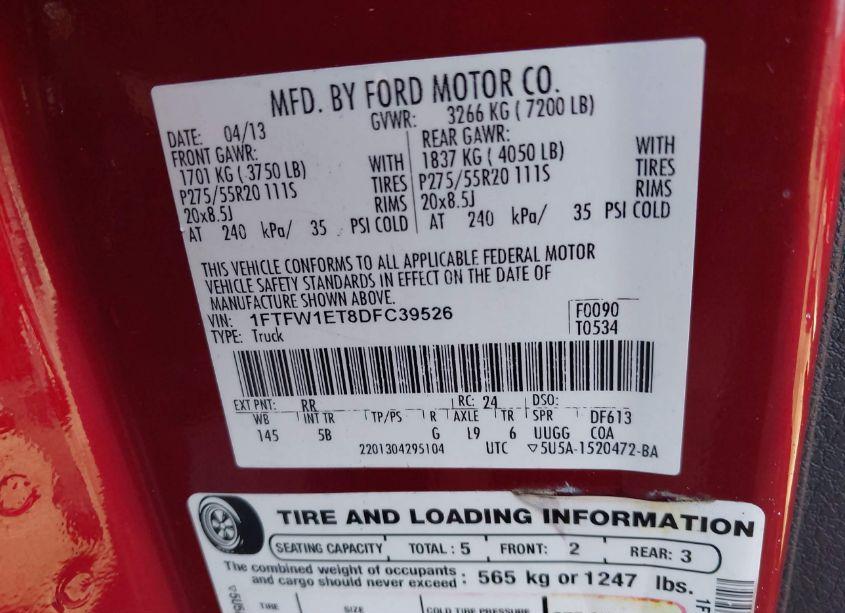 MFD. BY FORD MOTOR CO.
DATE: 04/13 GVWR: 3266 KG ( 7200 LB)
FRONT GAWR: REAR GAWR:
1701 KG ( 3750 LB) WITH 1837 KG ( 4050 LB) WITH
P275/55R20 111S TIRES P275/55R20 111S TIRES
20x8.5J RIMS 20x8.5J RIMS
AT 240 kPa/ 35 PSI COLD AT 240 kPa/ 35 PSI COLD
THIS VEHICLE CONFORMS TO ALL APPLICABLE FEDERAL MOTOR
VEHICLE SAFETY STANDARDS IN EFFECT ON THE DATE OF
MANUFACTURE SHOWN ABOVE.
VIN: 1FTFW1ET8DFC39526 F0090
TYPE: Truck T0534
EXT PNT: RR RC: 24 DSO:
WB INT TR TP/PS R AXLE TR SPR DF613
145 5B G L9 6 UUGG COA
2201304295104 UTC ▽5U5A-1520472-BA
TIRE AND LOADING INFORMATION
SEATING CAPACITY TOTAL : 5 FRONT: 2 REAR: 3
The combined weight of occupants and cargo should never exceed : 565 kg or 1247 lbs.
TIRE SIZE COLD TIRE PRESSURE